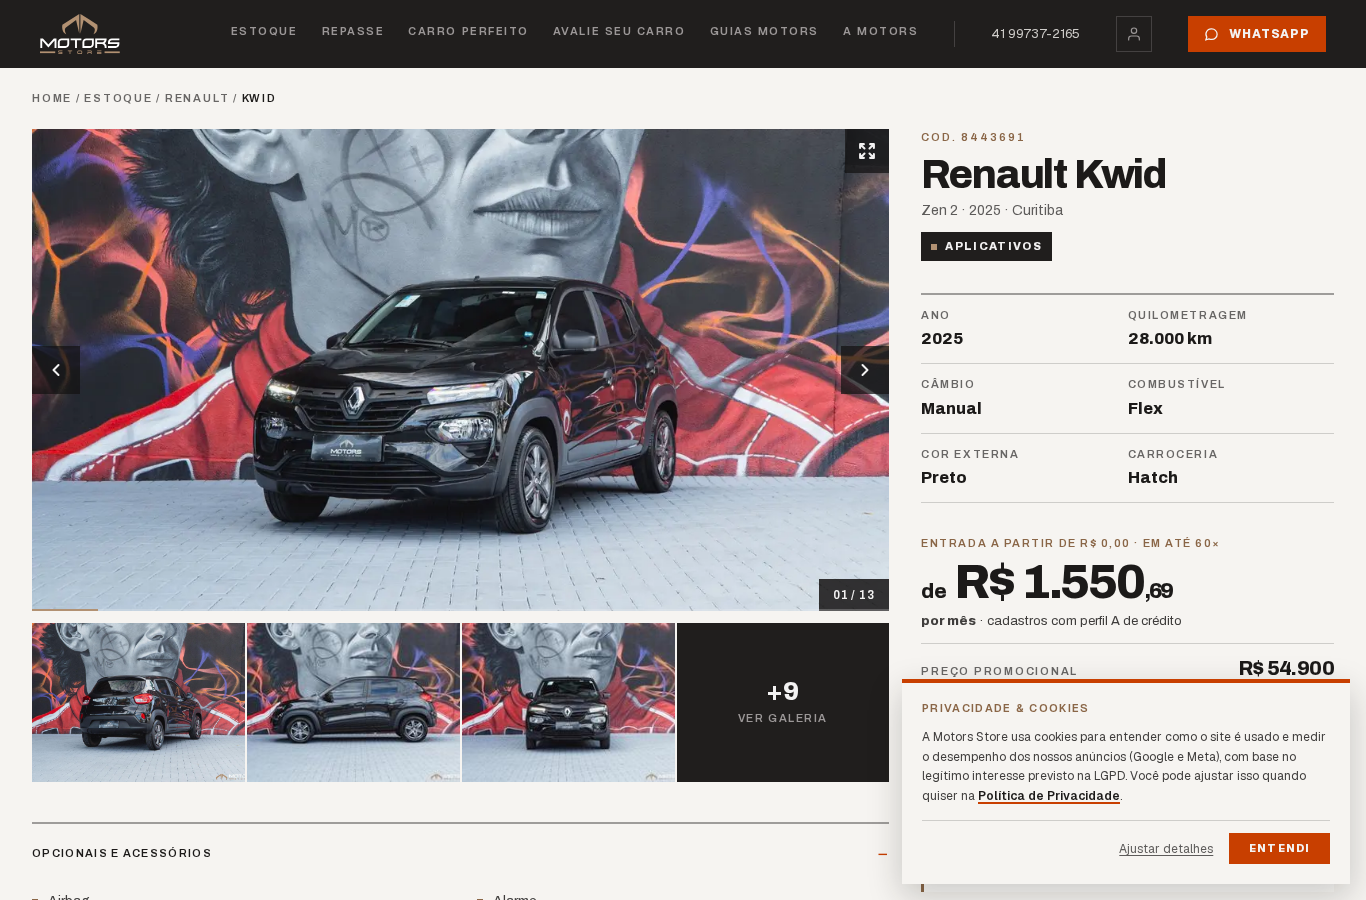 MOTORS
STORE
ESTOQUE
REPASSE
CARRO PERFEITO
AVALIE SEU CARRO
GUIAS MOTORS
A MOTORS
41 99737-2165
WHATSAPP
HOME / ESTOQUE / RENAULT / KWID
MOTORS
01 / 13
+9
VER GALERIA
OPCIONAIS E ACESSÓRIOS
Airbag
Alarme
COD. 8443691
Renault Kwid
Zen 2 · 2025 · Curitiba
APLICATIVOS
ANO
2025
QUILOMETRAGEM
28.000 km
CÂMBIO
Manual
COMBUSTÍVEL
Flex
COR EXTERNA
Preto
CARROCERIA
Hatch
ENTRADA A PARTIR DE R$ 0,00 · EM ATÉ 60×
de R$ 1.550,69
por mês · cadastros com perfil A de crédito
PREÇO PROMOCIONAL R$ 54.900
PRIVACIDADE & COOKIES
A Motors Store usa cookies para entender como o site é usado e medir
o desempenho dos nossos anúncios (Google e Meta), com base no
legítimo interesse previsto na LGPD. Você pode ajustar isso quando
quiser na Política de Privacidade.
Ajustar detalhes
ENTENDI